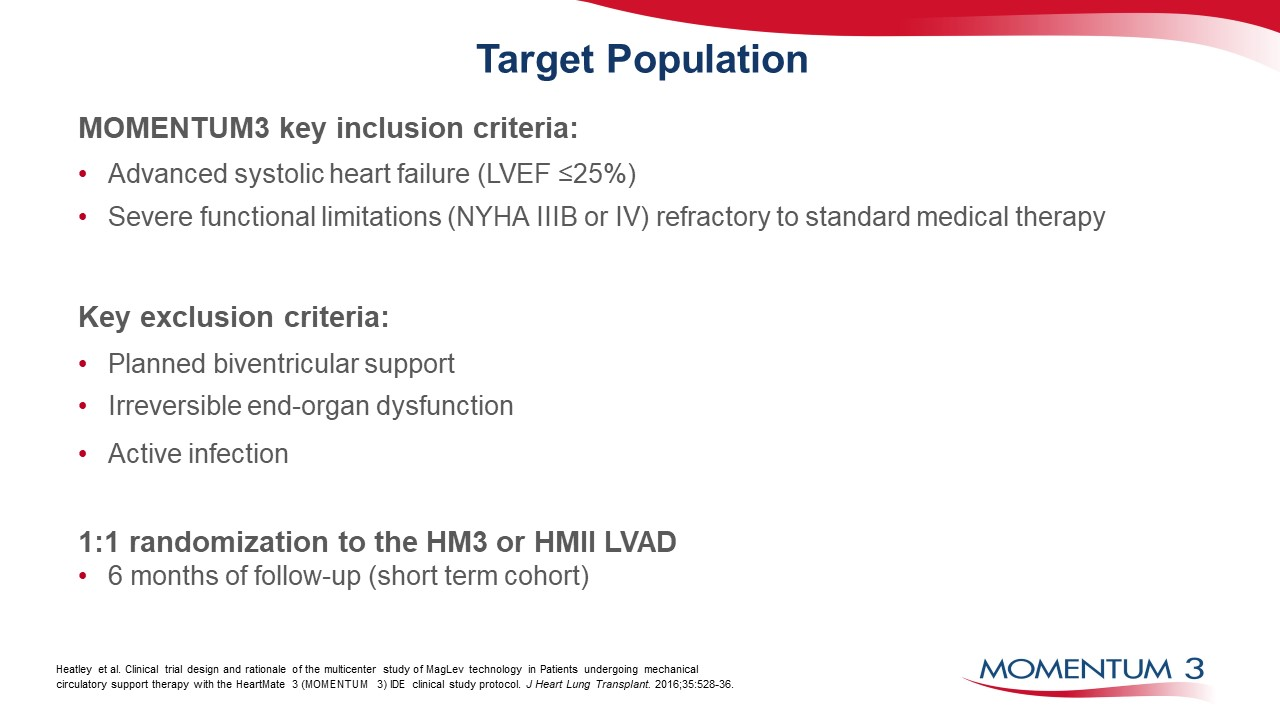 Target Population
MOMENTUM3 key inclusion criteria:
• Advanced systolic heart failure (LVEF ≤25%)
• Severe functional limitations (NYHA IIIB or IV) refractory to standard medical therapy
Key exclusion criteria:
• Planned biventricular support
• Irreversible end-organ dysfunction
• Active infection
1:1 randomization to the HM3 or HMII LVAD
• 6 months of follow-up (short term cohort)
Heatley et al. Clinical trial design and rationale of the multicenter study of MagLev technology in Patients undergoing mechanical
circulatory support therapy with the HeartMate 3 (MOMENTUM 3) IDE clinical study protocol. J Heart Lung Transplant. 2016;35:528-36.
MOMENTUM 3